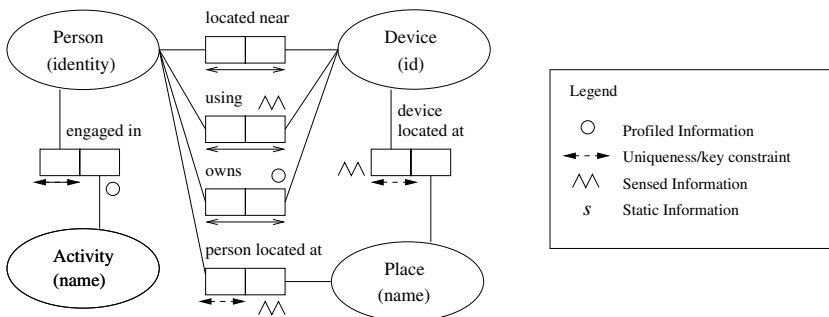 located near
Person
(identity)
Device
(id)
using
device
located at
engaged in
owns
person located at
Activity
(name)
Place
(name)
Legend
Profiled Information
Uniqueness/key constraint
Sensed Information
s Static Information